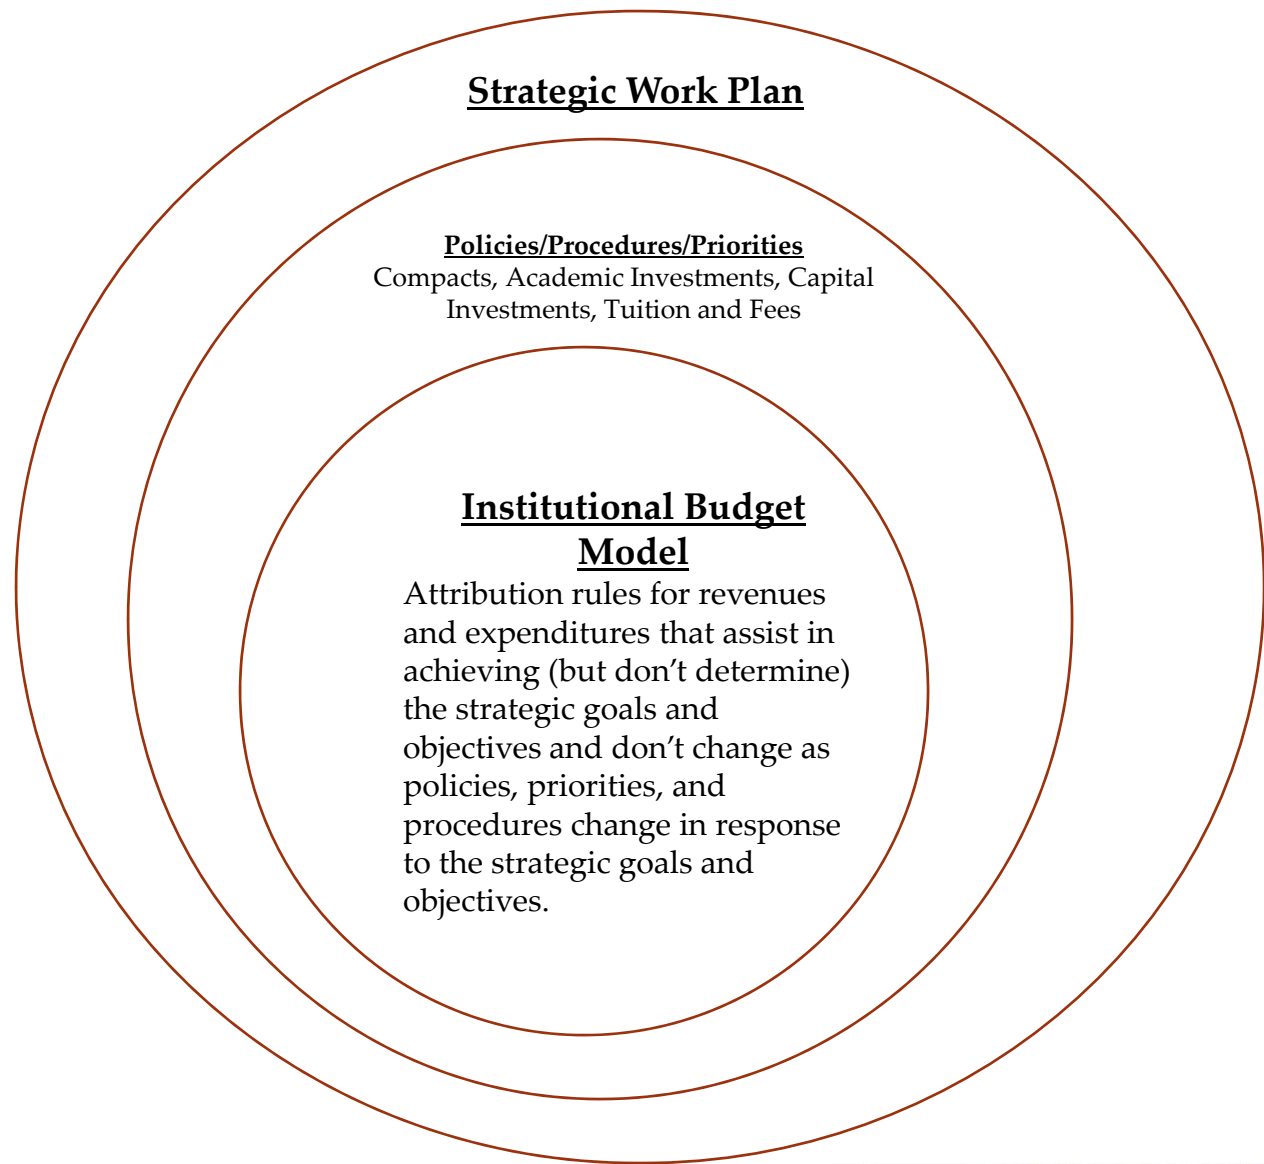 Strategic Work Plan
Policies/Procedures/Priorities
Compacts, Academic Investments, Capital
Investments, Tuition and Fees
Institutional Budget
Model
Attribution rules for revenues
and expenditures that assist in
achieving (but don’t determine)
the strategic goals and
objectives and don’t change as
policies, priorities, and
procedures change in response
to the strategic goals and
objectives.